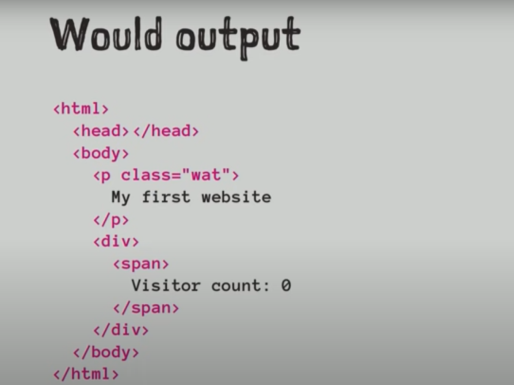 Would output
<html>
<head></head>
<body>
<p class="wat">
My first website
</p>
<div>
<span>
Visitor count: 0
</span>
</div>
</body>
</html>